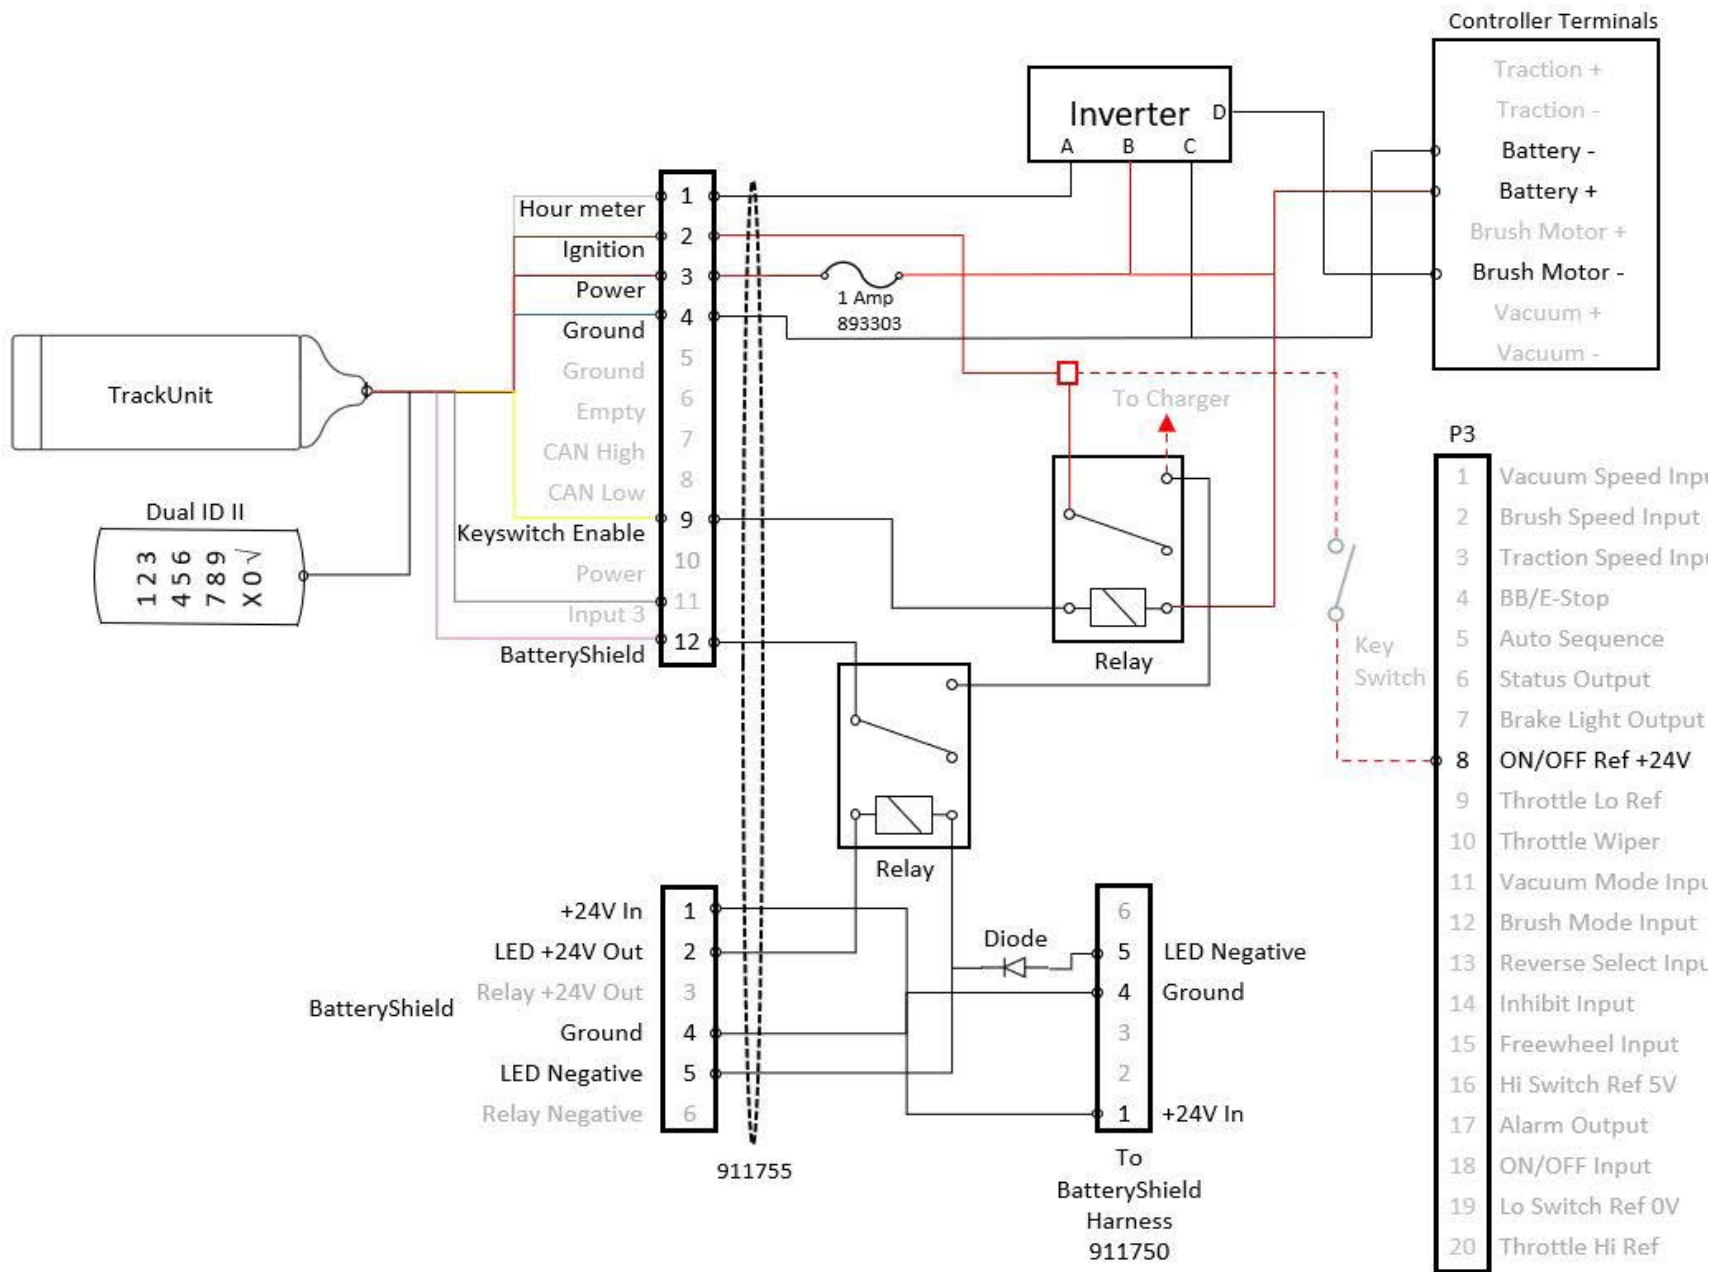 Controller Terminals
Traction +
Traction -
Battery -
Battery +
Brush Motor +
Brush Motor -
Vacuum +
Vacuum -
Inverter
A
B
C
D
1
2
3
4
5
6
7
8
9
10
11
12
Hour meter
Ignition
Power
Ground
Ground
Empty
CAN High
CAN Low
Keyswitch Enable
Power
Input 3
BatteryShield
1 Amp
893303
TrackUnit
Dual ID II
1 2 3
4 5 6
7 8 9
X 0 √
To Charger
Relay
Key
Switch
Relay
P3
1 Vacuum Speed Inpu
2 Brush Speed Input
3 Traction Speed Inpu
4 BB/E-Stop
5 Auto Sequence
6 Status Output
7 Brake Light Output
8 ON/OFF Ref +24V
9 Throttle Lo Ref
10 Throttle Wiper
11 Vacuum Mode Inpu
12 Brush Mode Input
13 Reverse Select Inpu
14 Inhibit Input
15 Freewheel Input
16 Hi Switch Ref 5V
17 Alarm Output
18 ON/OFF Input
19 Lo Switch Ref 0V
20 Throttle Hi Ref
BatteryShield
+24V In 1
LED +24V Out 2
Relay +24V Out 3
Ground 4
LED Negative 5
Relay Negative 6
911755
Diode
6
5 LED Negative
4 Ground
3
2
1 +24V In
To
BatteryShield
Harness
911750